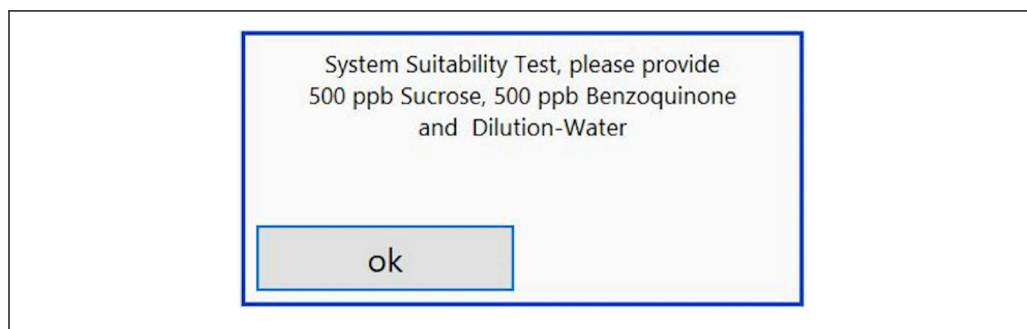 System Suitability Test, please provide
500 ppb Sucrose, 500 ppb Benzoquinone
and  Dilution-Water
ok